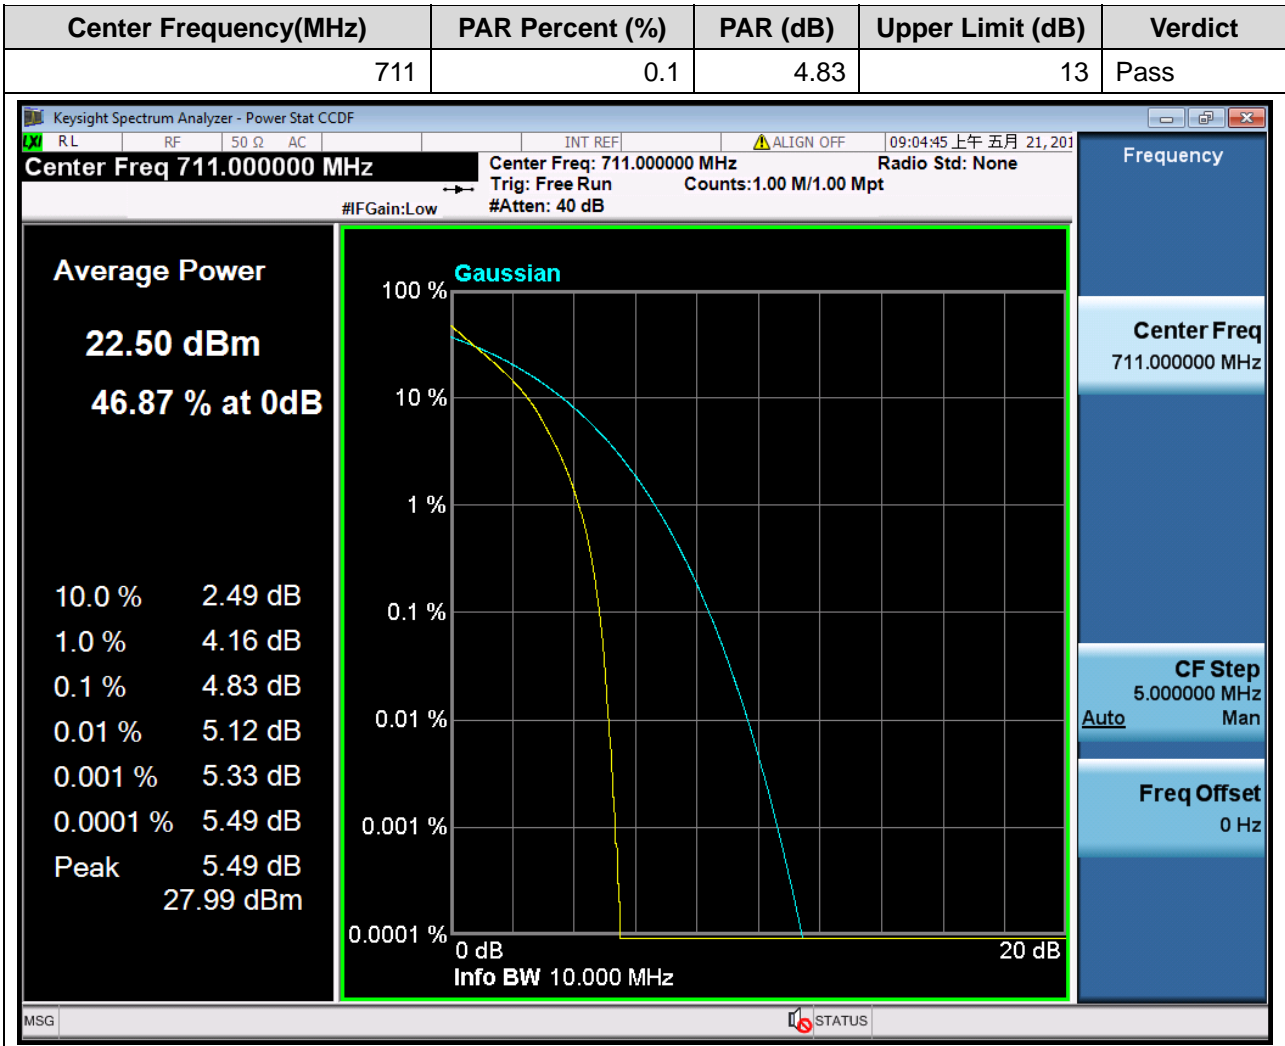 Center Frequency(MHz) PAR Percent (%) PAR (dB) Upper Limit (dB) Verdict
711 0.1 4.83 13 Pass
Keysight Spectrum Analyzer - Power Stat CCDF
LXI RL RF 50 Ω AC INT REF ALIGN OFF 09:04:45 上午 五月 21, 201
Center Freq 711.000000 MHz
Center Freq: 711.000000 MHz Radio Std: None
Trig: Free Run Counts:1.00 M/1.00 Mpt
#IFGain:Low #Atten: 40 dB
Average Power
22.50 dBm
46.87 % at 0dB
10.0 % 2.49 dB
1.0 % 4.16 dB
0.1 % 4.83 dB
0.01 % 5.12 dB
0.001 % 5.33 dB
0.0001 % 5.49 dB
Peak 5.49 dB
27.99 dBm
Gaussian
100 %
10 %
1 %
0.1 %
0.01 %
0.001 %
0.0001 %
0 dB 20 dB
Info BW 10.000 MHz
Frequency
Center Freq
711.000000 MHz
CF Step
5.000000 MHz
Auto Man
Freq Offset
0 Hz
MSG STATUS